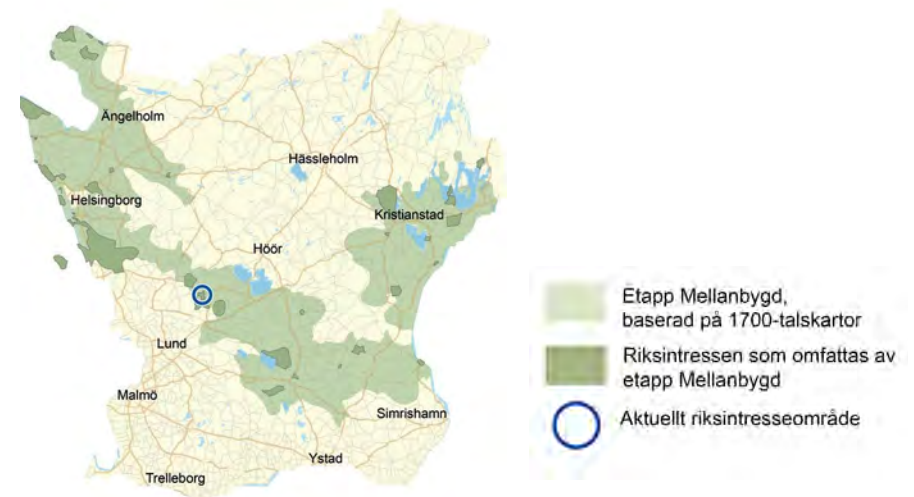 Ängelholm
Hässleholm
Helsingborg
Kristianstad
Höör
Lund
Malmö
Simrishamn
Ystad
Trelleborg
Etapp Mellanbygd,
baserad på 1700-talskartor
Riksintressen som omfattas av
etapp Mellanbygd
Aktuellt riksintresseområde